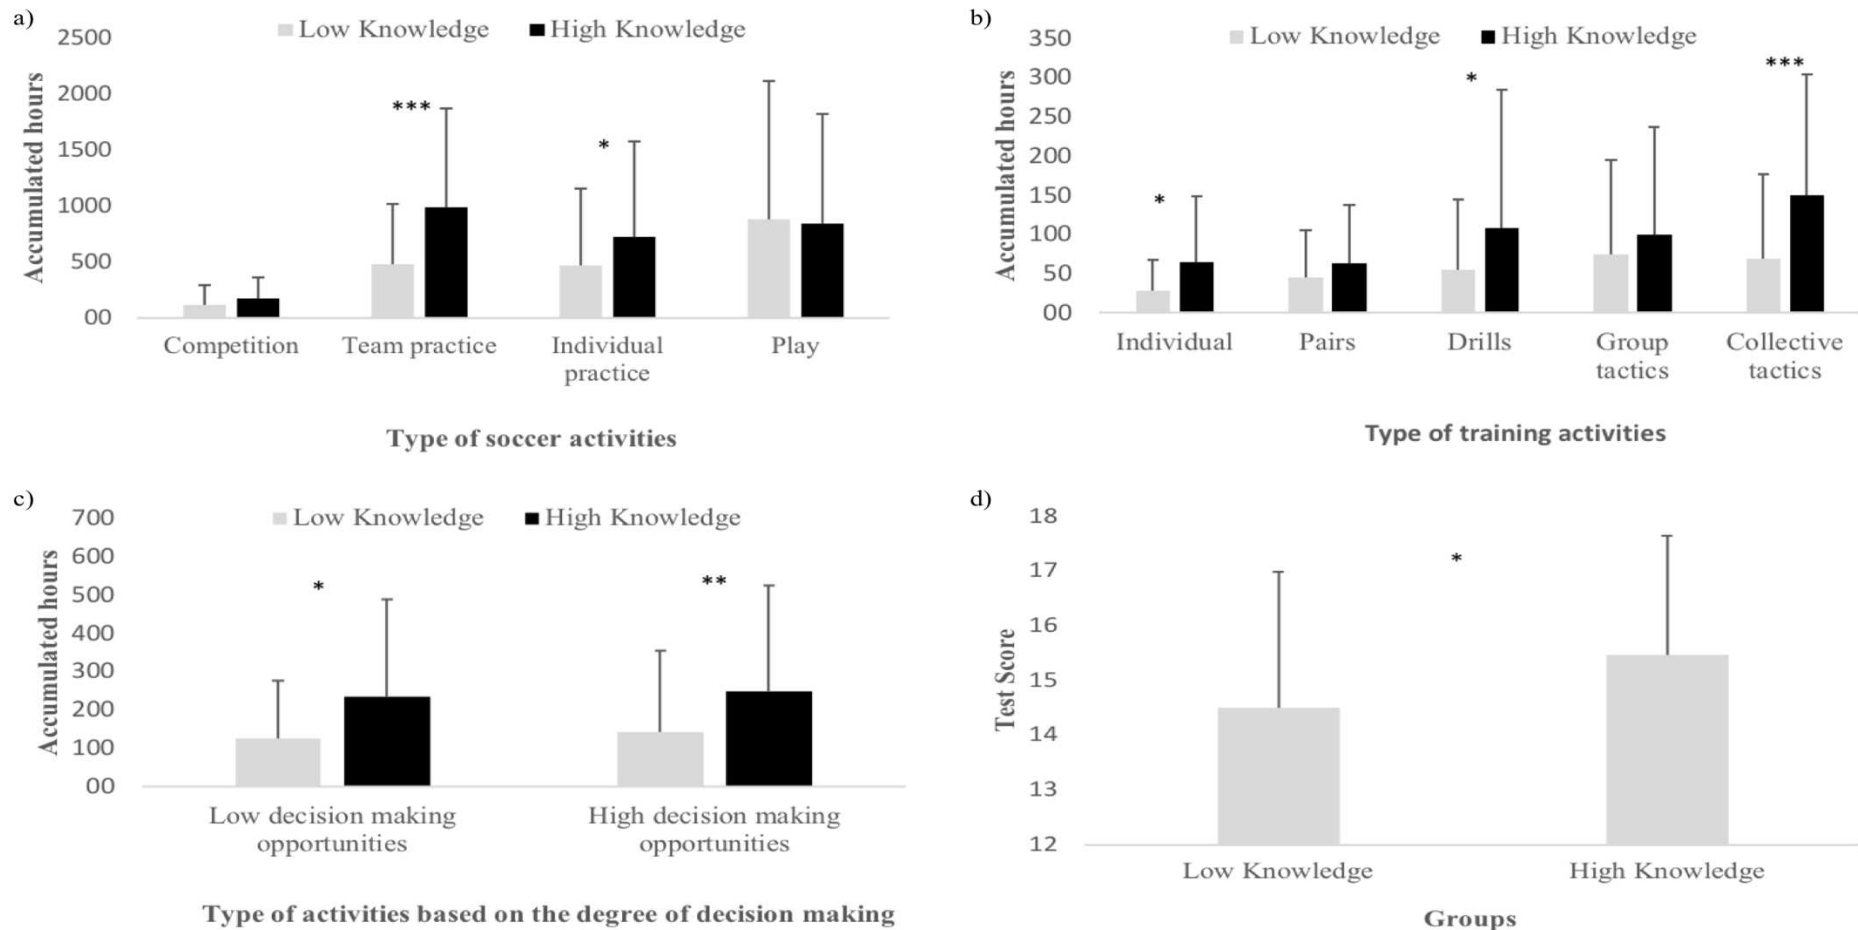 a)
Low Knowledge High Knowledge
2500
2000
1500
1000
500
00
Accumulated hours
***
*
Competition Team practice Individual practice Play
Type of soccer activities
b)
Low Knowledge High Knowledge
350
300
250
200
150
100
50
00
Accumulated hours
*
*
***
Individual Pairs Drills Group tactics Collective tactics
Type of training activities
c)
Low Knowledge High Knowledge
700
600
500
400
300
200
100
00
Accumulated hours
*
**
Low decision making opportunities
High decision making opportunities
Type of activities based on the degree of decision making
d)
18
17
16
15
14
13
12
Test Score
*
Low Knowledge High Knowledge
Groups